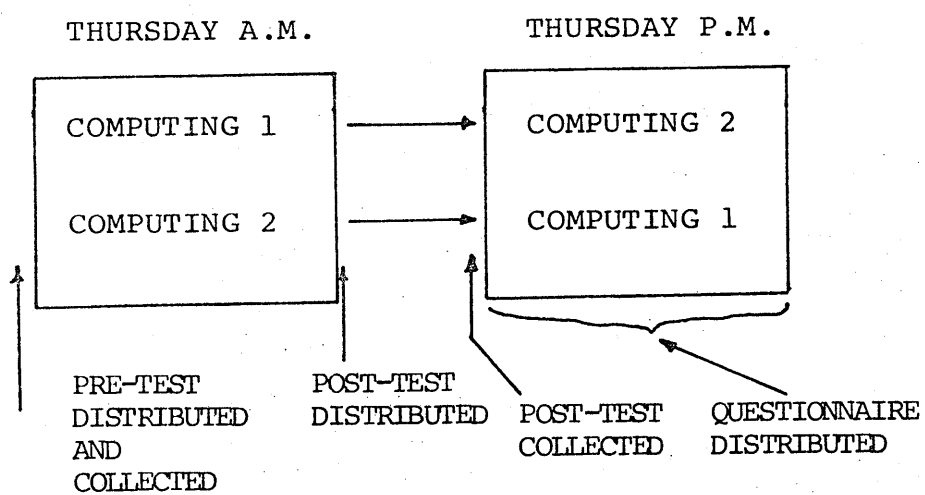 THURSDAY A.M.
THURSDAY P.M.
COMPUTING 1
COMPUTING 2
COMPUTING 2
COMPUTING 1
PRE-TEST
DISTRIBUTED
AND
COLLECTED
POST-TEST
DISTRIBUTED
POST-TEST
COLLECTED
QUESTIONNAIRE
DISTRIBUTED